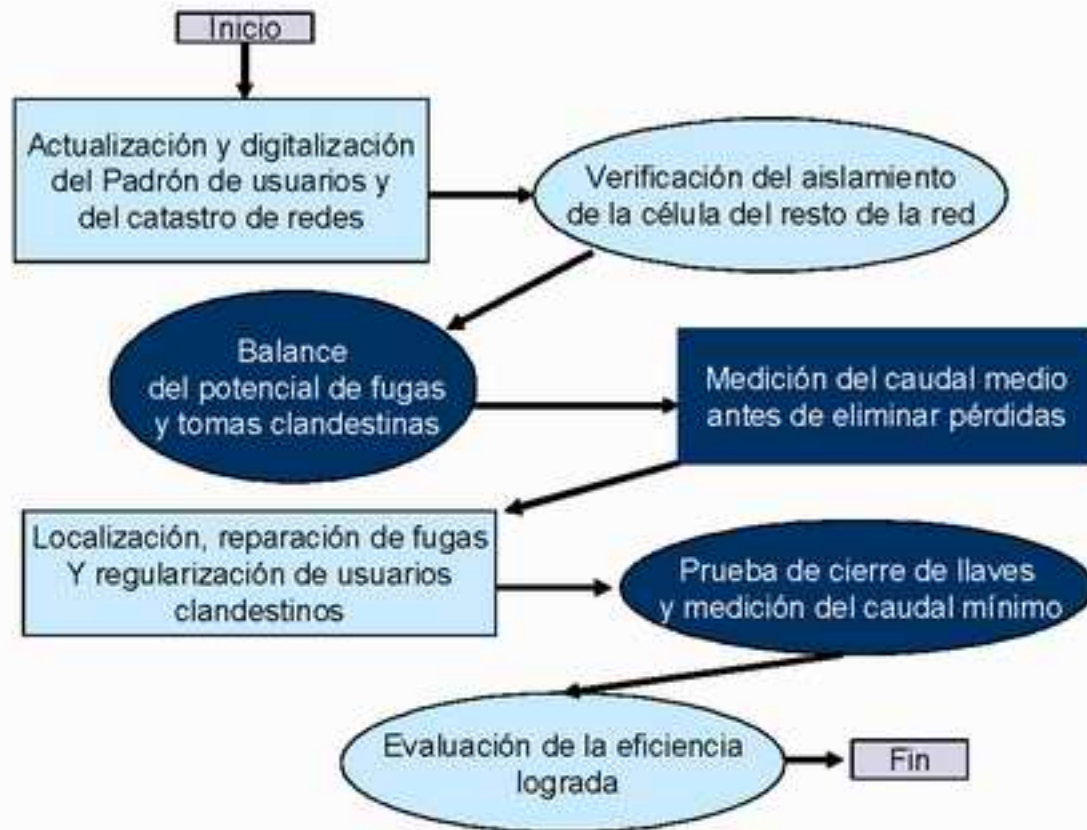 Inicio
Actualización y digitalización
del Padrón de usuarios y
del catastro de redes
Verificación del aislamiento
de la célula del resto de la red
Balance
del potencial de fugas
y tomas clandestinas
Medición del caudal medio
antes de eliminar pérdidas
Localización, reparación de fugas
Y regularización de usuarios
clandestinos
Prueba de cierre de llaves
y medición del caudal mínimo
Evaluación de la eficiencia
lograda
Fin